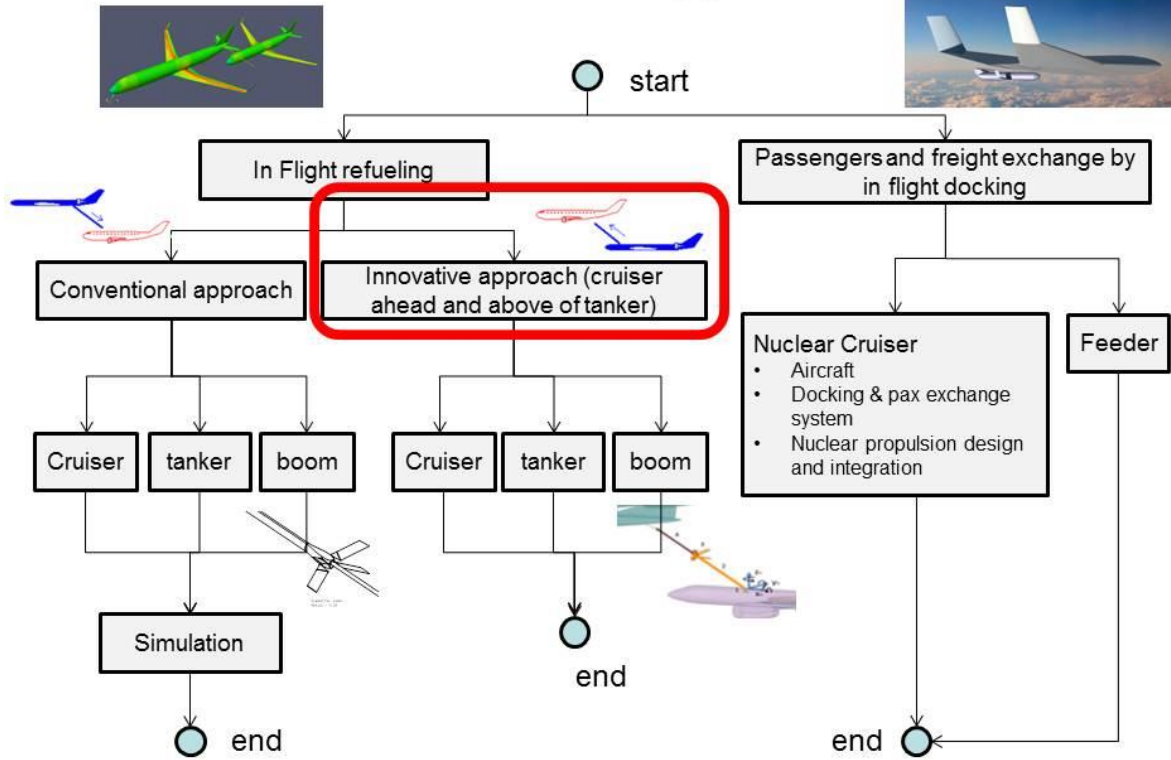 start
In Flight refueling
Passengers and freight exchange by
in flight docking
Conventional approach
Innovative approach (cruiser
ahead and above of tanker)
Nuclear Cruiser
• Aircraft
• Docking & pax exchange
system
• Nuclear propulsion design
and integration
Feeder
Cruiser
tanker
boom
Cruiser
tanker
boom
Simulation
end
end
end